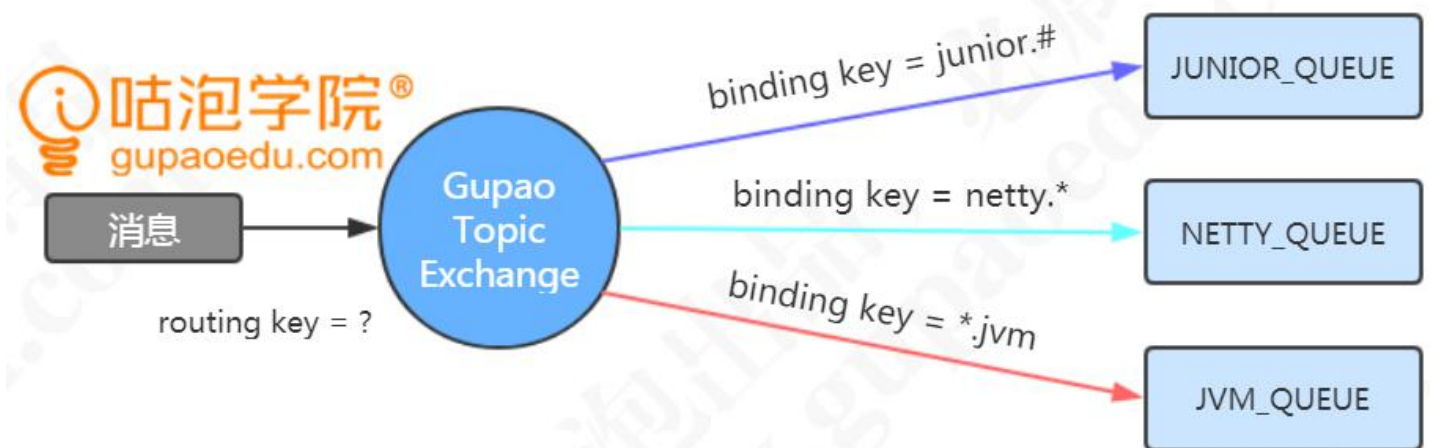 咕泡学院®
gupaoedu.com
消息
routing key = ?
Gupao
Topic
Exchange
binding key = junior.#
binding key = netty.*
binding key = *.jvm
JUNIOR_QUEUE
NETTY_QUEUE
JVM_QUEUE